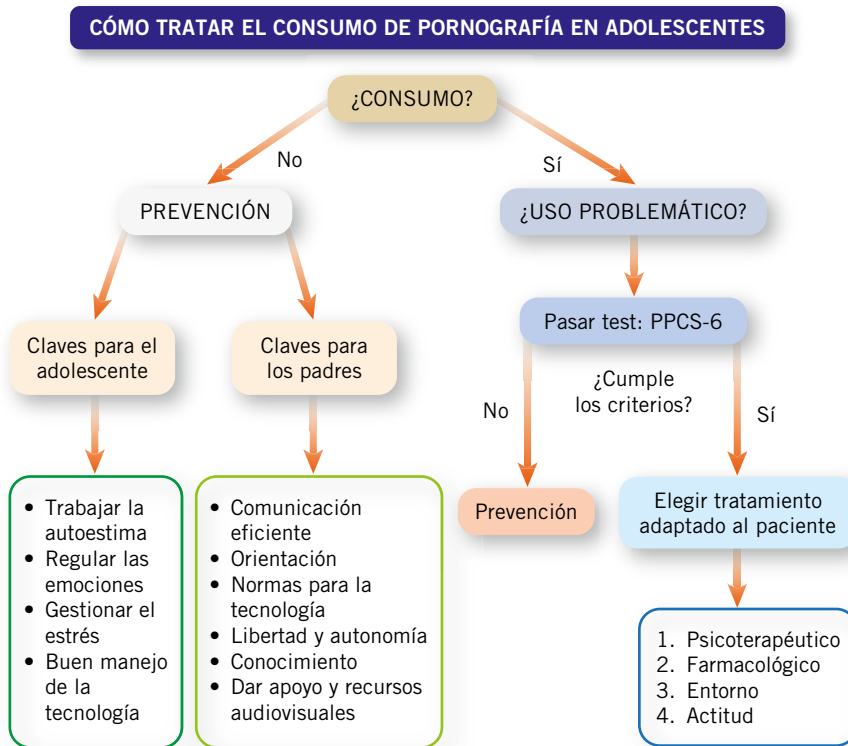 CÓMO TRATAR EL CONSUMO DE PORNOGRAFÍA EN ADOLESCENTES
¿CONSUMO?
No
Sí
PREVENCIÓN
¿USO PROBLEMÁTICO?
Claves para el
adolescente
Claves para
los padres
Pasar test: PPCS-6
¿Cumple
los criterios?
No
Sí
• Trabajar la
autoestima
• Regular las
emociones
• Gestionar el
estrés
• Buen manejo
de la
tecnología
• Comunicación
eficiente
• Orientación
• Normas para la
tecnología
• Libertad y autonomía
• Conocimiento
• Dar apoyo y recursos
audiovisuales
Prevención
Elegir tratamiento
adaptado al paciente
1. Psicoterapéutico
2. Farmacológico
3. Entorno
4. Actitud